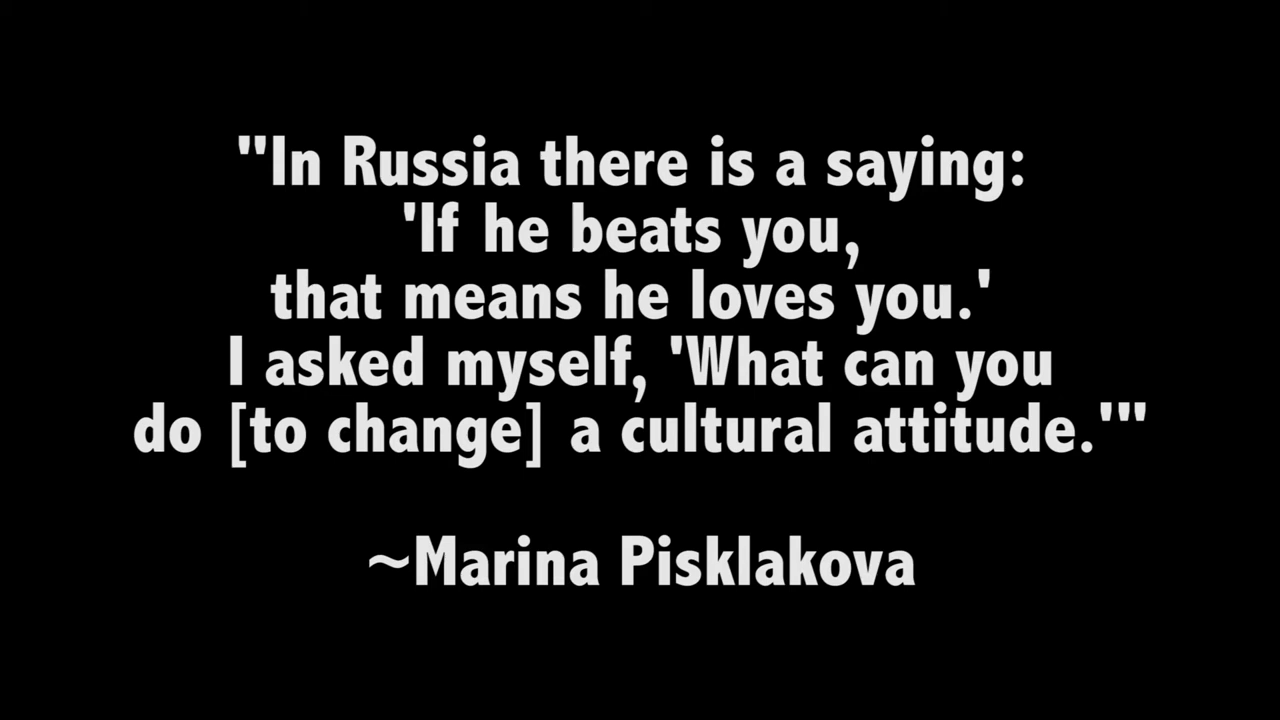 "In Russia there is a saying:
'If he beats you,
that means he loves you.'
I asked myself, 'What can you
do [to change] a cultural attitude.'"
~Marina Pisklakova